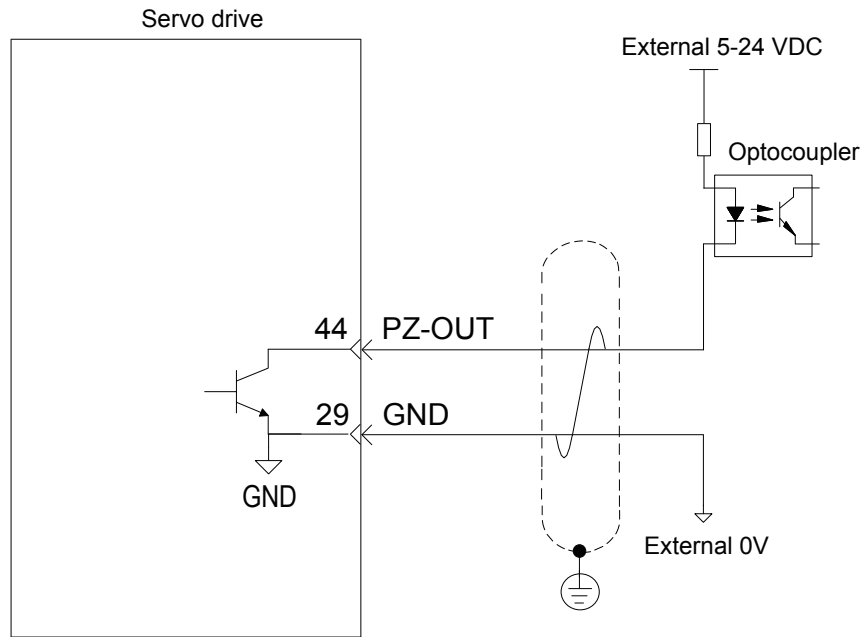 Servo drive
External 5-24 VDC
Optocoupler
44 PZ-OUT
29 GND
GND
External 0V